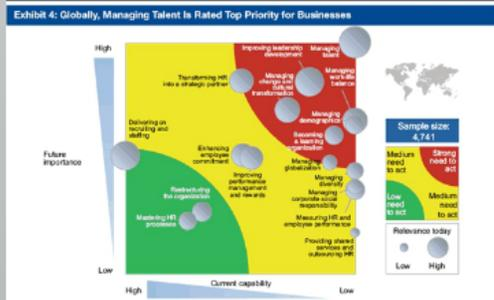 Exhibit 4: Globally, Managing Talent Is Rated Top Priority for Businesses
High
Future
importance
Low
Improving leadership
development
Managing
talent
Transforming HR
into a strategic partner
Managing
change and
cultural
transformation
Managing
work-life
balance
Managing
demographics
Becoming
a learning
organization
Delivering on
recruiting and
staffing
Enhancing
employee
commitment
Improving
performance
management
and rewards
Managing
globalization
Managing
diversity
Managing
corporate social
responsibility
Restructuring
the organization
Mastering HR
processes
Measuring HR and
employee performance
Providing shared
services and
outsourcing HR
High
Current capability
Low
Sample size:
4,741
Medium
need
to act
Strong
need to
act
Low
need
to act
Medium
need
to act
Relevance today
Low
High